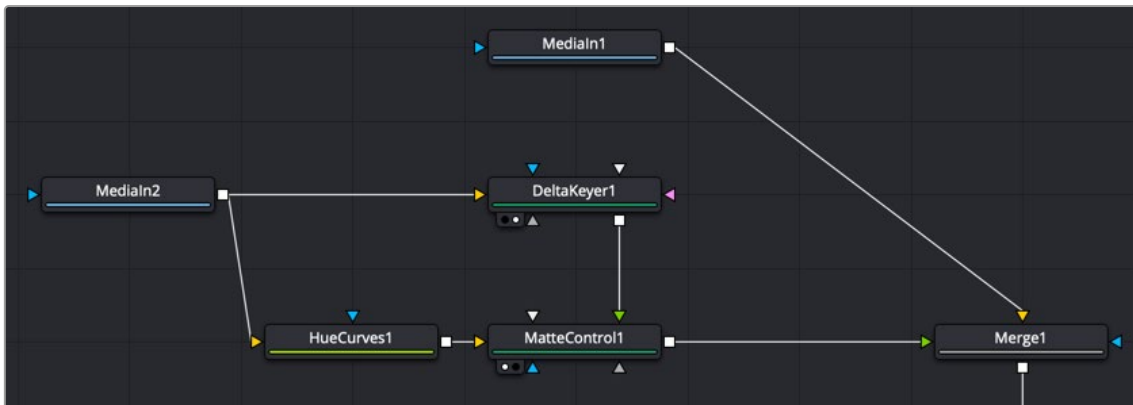 MediaIn1
MediaIn2
DeltaKeyer1
HueCurves1
MatteControl1
Merge1